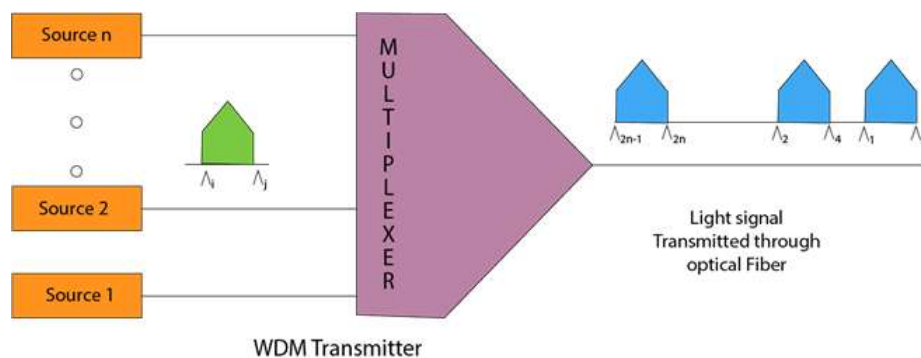 Source n
MULTIPLEXER
Λ2n-1 Λ2n Λ2 Λ4 Λ1 Λ
Λi Λj
Source 2
Light signal
Transmitted through
optical Fiber
Source 1
WDM Transmitter